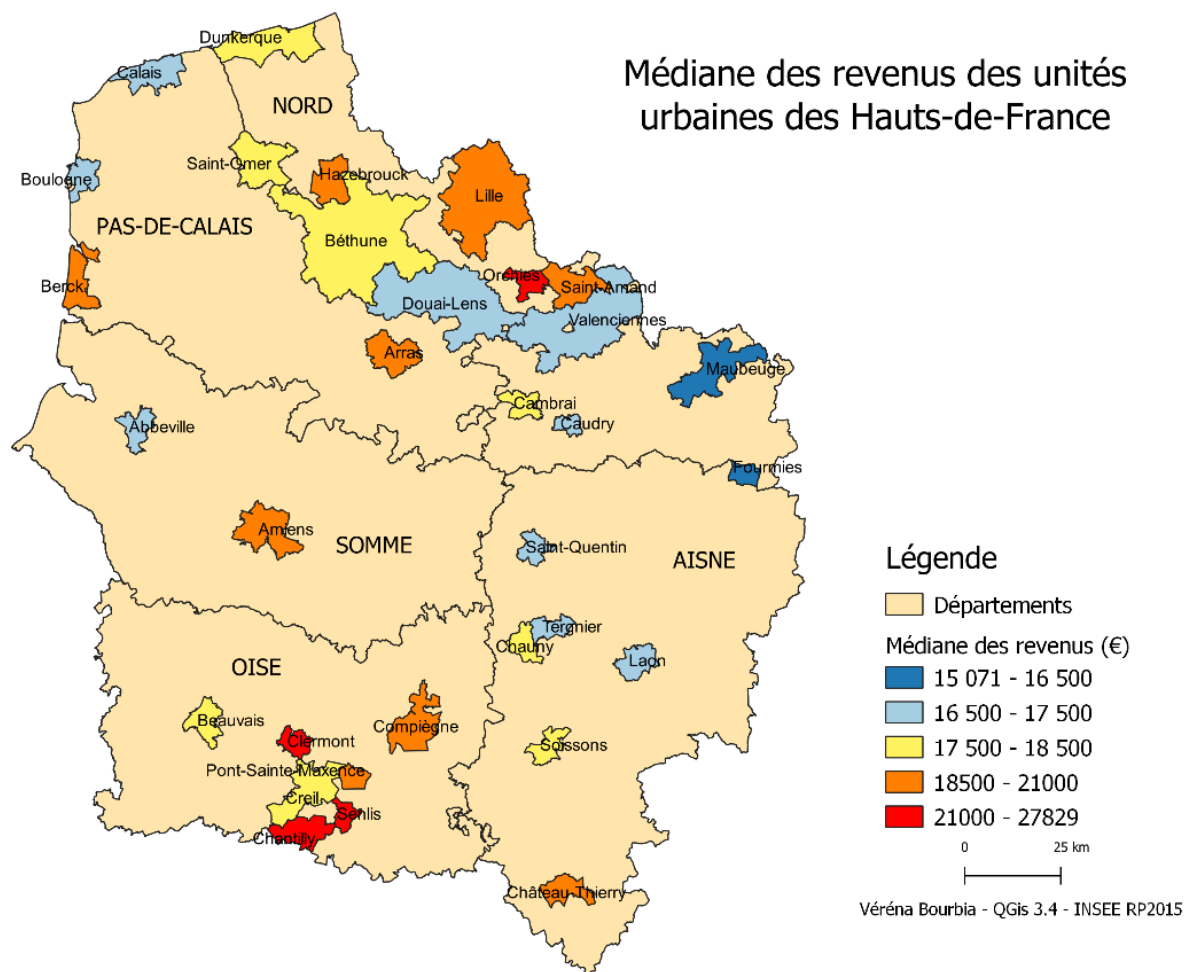 Médiane des revenus des unités
urbaines des Hauts-de-France
Dunkerque
Calais
NORD
Saint-Omer
Hazebrouck
Boulogne
Lille
PAS-DE-CALAIS
Béthune
Orchies
Berck
Saint-Amand
Douai-Lens
Valenciennes
Arras
Maubeuge
Cambrai
Caudry
Abbeville
Fourmies
Amiens
SOMME
Saint-Quentin
AISNE
Tergnier
Chauny
Laon
OISE
Beauvais
Compiègne
Clermont
Soissons
Pont-Sainte-Maxence
Creil
Senlis
Chantilly
Château-Thierry
Légende
Départements
Médiane des revenus (€)
15 071 - 16 500
16 500 - 17 500
17 500 - 18 500
18500 - 21000
21000 - 27829
0 25 km
Véréna Bourbia - QGis 3.4 - INSEE RP2015